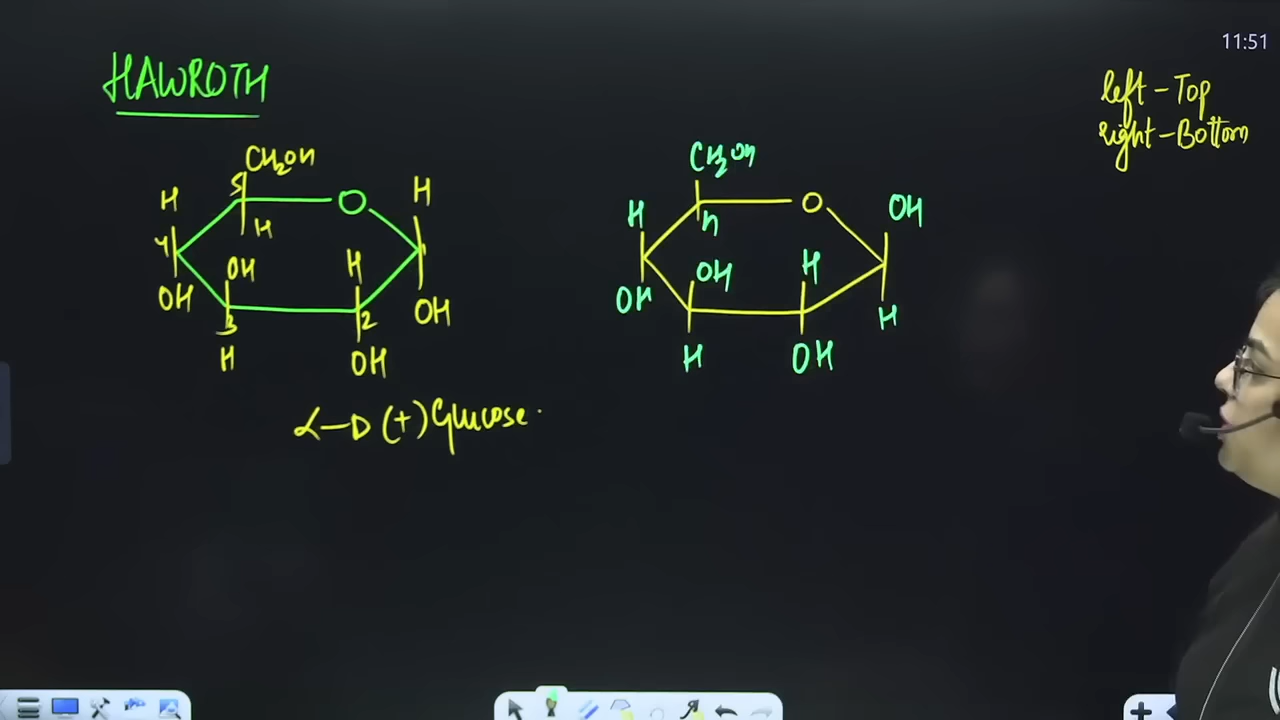 11:51
HAWROTH
left - Top
right - Bottom
CH2OH
5
H
O
H
H
4
OH
OH
H
1
3
2
OH
H
OH
CH2OH
H
O
OH
H
OH
H
OH
H
H
OH
α-D (+) Glucose